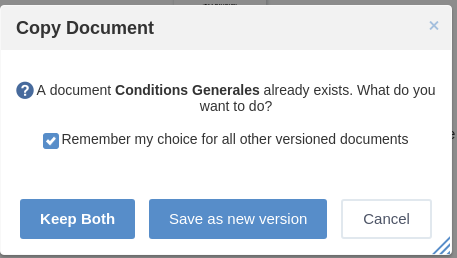 Copy Document
×
? A document Conditions Generales already exists. What do you
want to do?
Remember my choice for all other versioned documents
Keep Both
Save as new version
Cancel